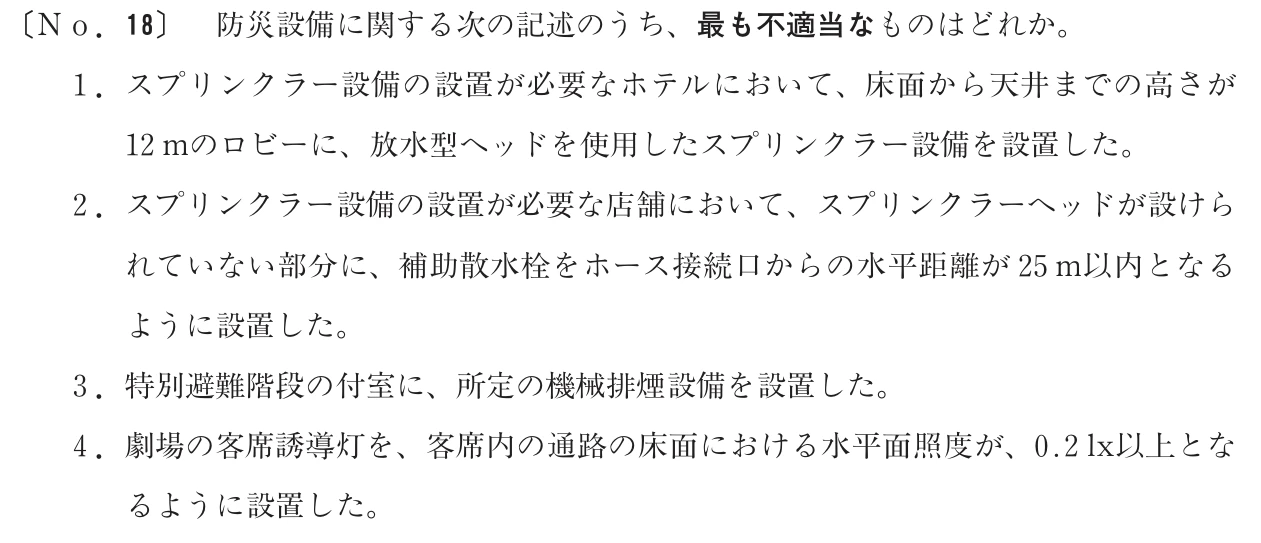 〔No．18〕　防災設備に関する次の記述のうち、最も不適当なものはどれか。
1．スプリンクラー設備の設置が必要なホテルにおいて、床面から天井までの高さが
12 mのロビーに、放水型ヘッドを使用したスプリンクラー設備を設置した。
2．スプリンクラー設備の設置が必要な店舗において、スプリンクラーヘッドが設けら
れていない部分に、補助散水栓をホース接続口からの水平距離が 25 m以内となる
ように設置した。
3．特別避難階段の付室に、所定の機械排煙設備を設置した。
4．劇場の客席誘導灯を、客席内の通路の床面における水平面照度が、0.2 lx以上とな
るように設置した。